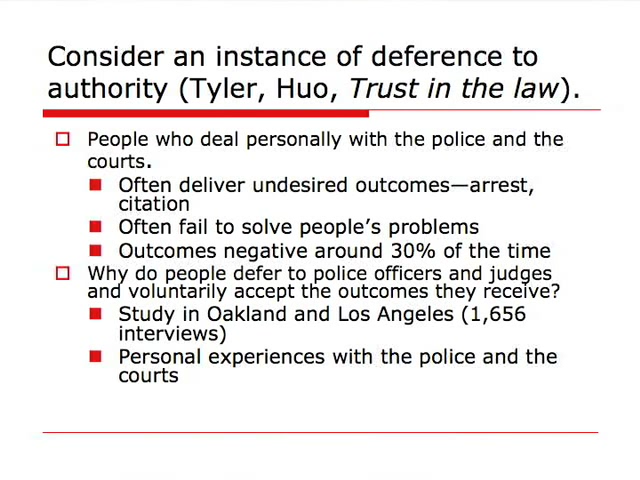 Consider an instance of deference to
authority (Tyler, Huo, Trust in the law).
People who deal personally with the police and the
courts.
Often deliver undesired outcomes—arrest,
citation
Often fail to solve people's problems
Outcomes negative around 30% of the time
Why do people defer to police officers and judges
and voluntarily accept the outcomes they receive?
Study in Oakland and Los Angeles (1,656
interviews)
Personal experiences with the police and the
courts